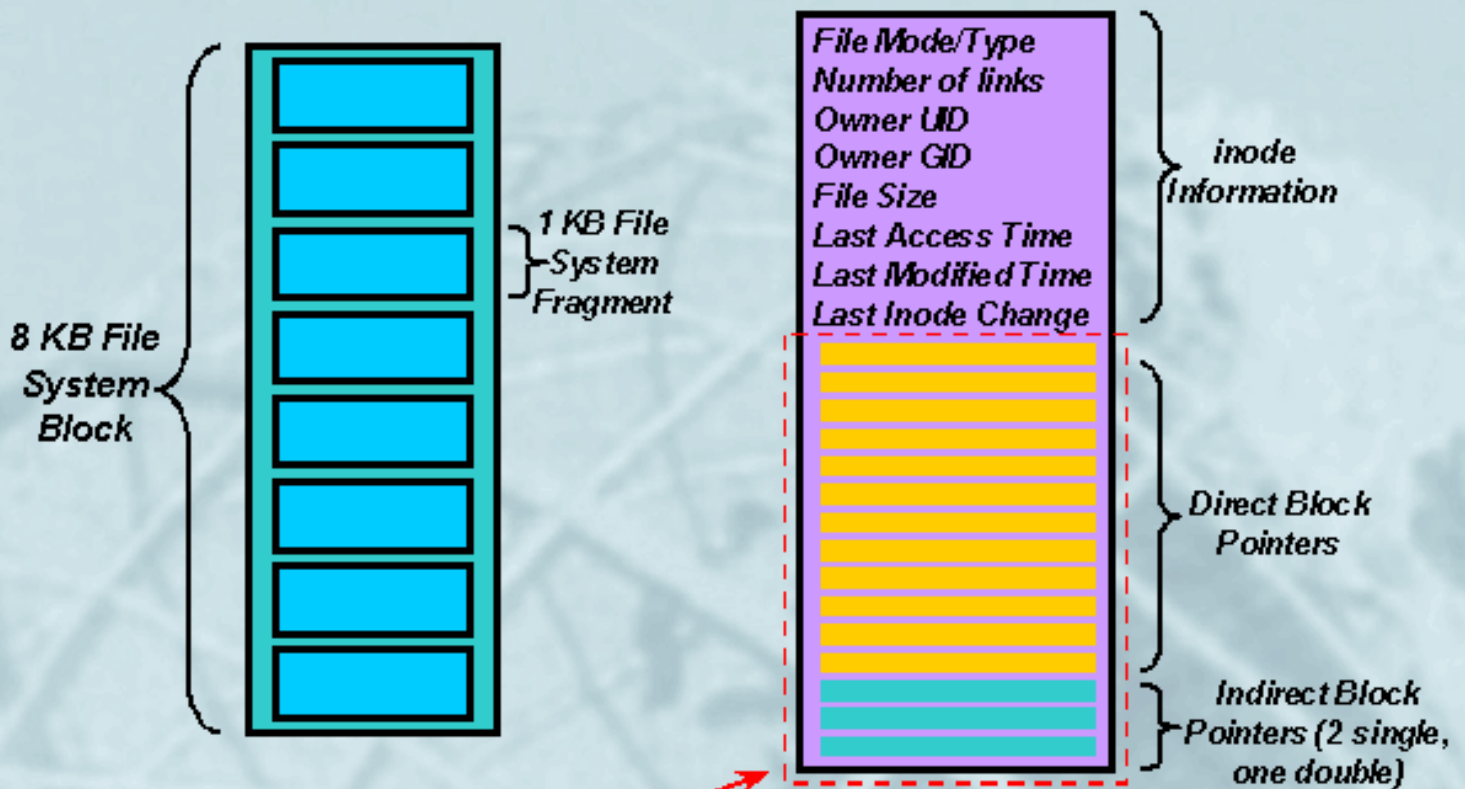 8 KB File
System
Block
1 KB File
System
Fragment
File Mode/Type
Number of links
Owner UID
Owner GID
File Size
Last Access Time
Last Modified Time
Last Inode Change
inode
Information
Direct Block
Pointers
Indirect Block
Pointers (2 single,
one double)